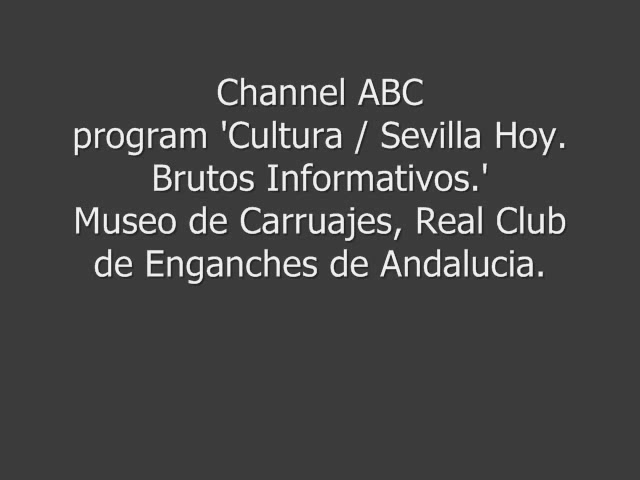 Channel ABC
program 'Cultura / Sevilla Hoy.
Brutos Informativos.'
Museo de Carruajes, Real Club
de Enganches de Andalucia.